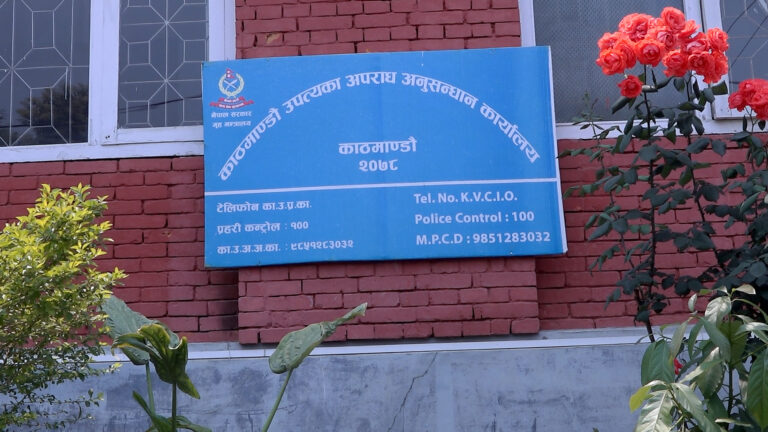 काठमाण्डौ उपत्यका अपराध अनुसन्धान कार्यालय
नेपाल सरकार
गृह मन्त्रालय
काठमाण्डौ
२०७८
टेलिफोन का.उ.प्र.का.
प्रहरी कन्ट्रोल : १००
का.उ.अ.अ.का. : ९८५१२८३०३२
Tel. No. K.V.C.I.O.
Police Control : 100
M.P.C.D : 9851283032